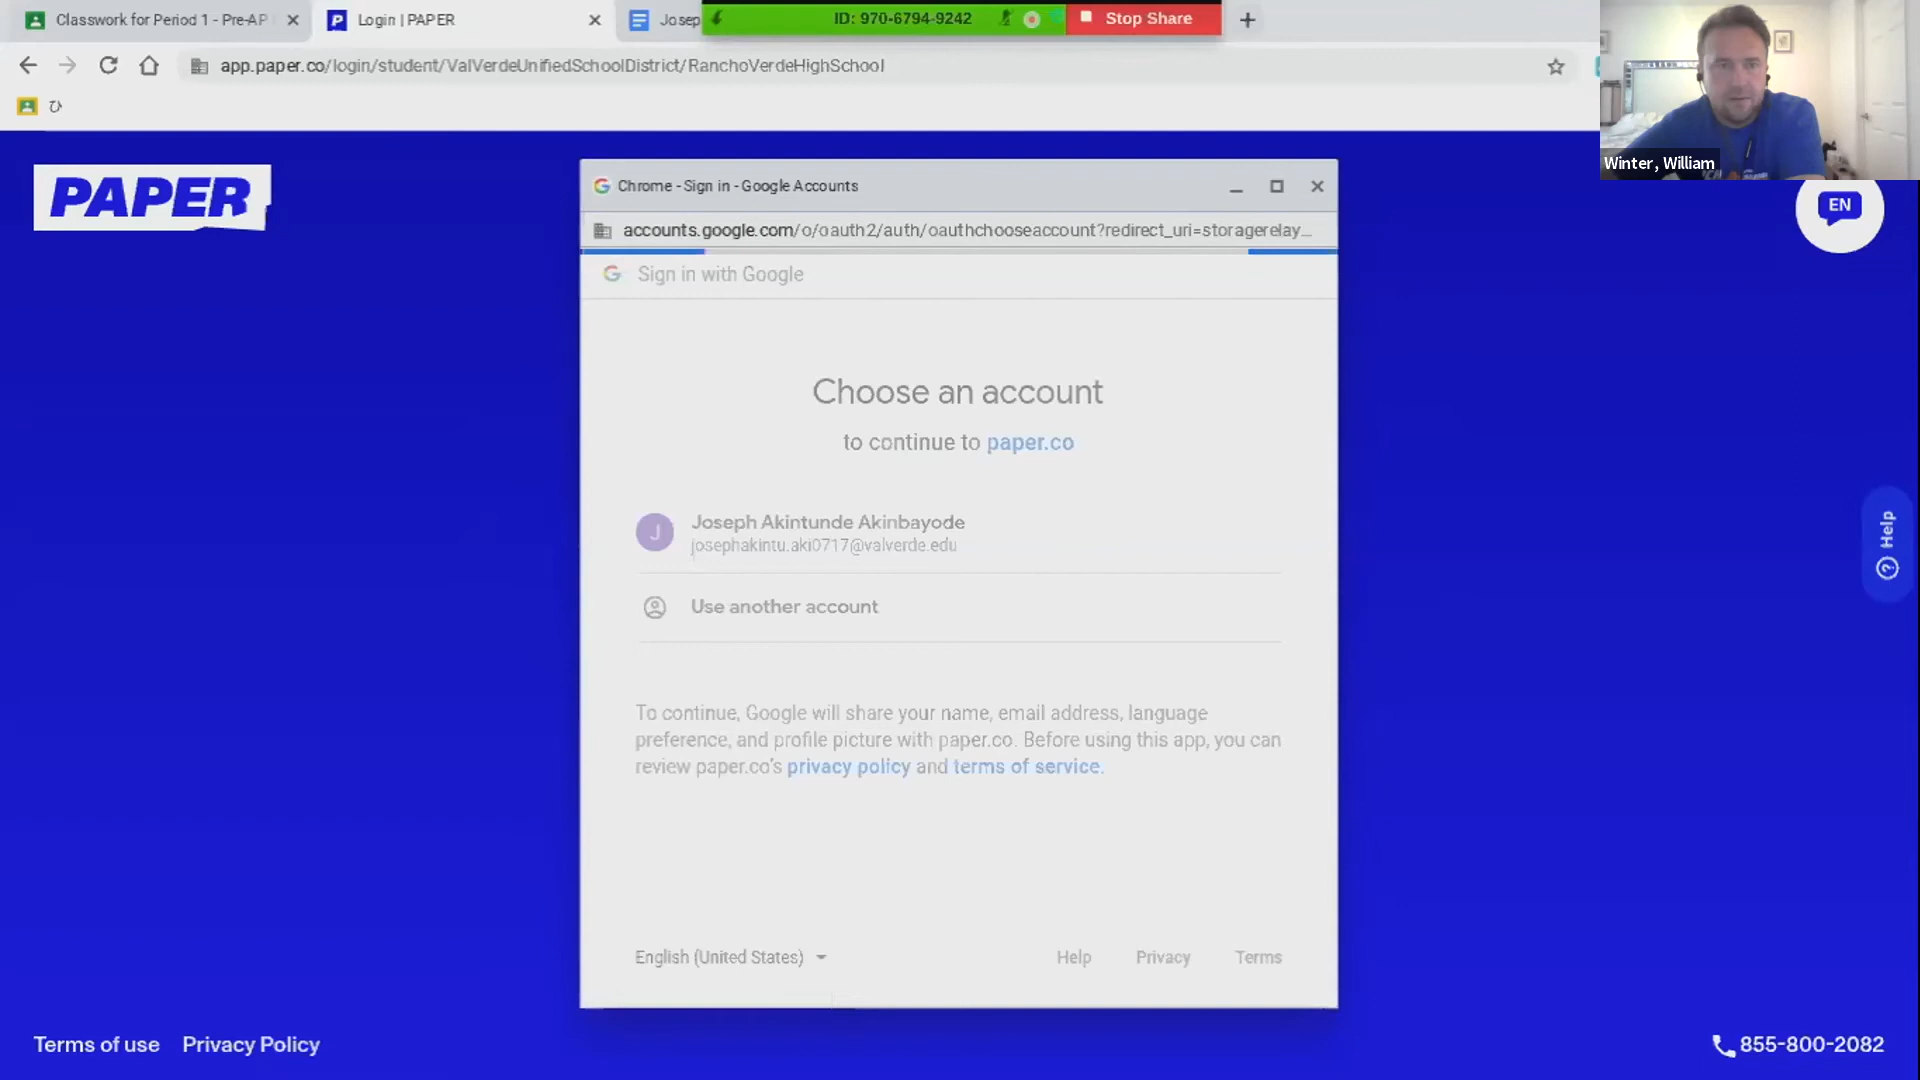 Classwork for Period 1 - Pre-AP
Login | PAPER
Josep
ID: 970-6794-9242
Stop Share
app.paper.co/login/student/ValVerdeUnifiedSchoolDistrict/RanchoVerdeHighSchool
ひ
Winter, William
PAPER
EN
Chrome - Sign in - Google Accounts
accounts.google.com/o/oauth2/auth/oauthchooseaccount?redirect_uri=storagerelay...
Sign in with Google
Choose an account
to continue to paper.co
J
Joseph Akintunde Akinbayode
josephakintu.aki0717@valverde.edu
Use another account
Help
To continue, Google will share your name, email address, language
preference, and profile picture with paper.co. Before using this app, you can
review paper.co's privacy policy and terms of service.
English (United States)
Help
Privacy
Terms
Terms of use
Privacy Policy
855-800-2082